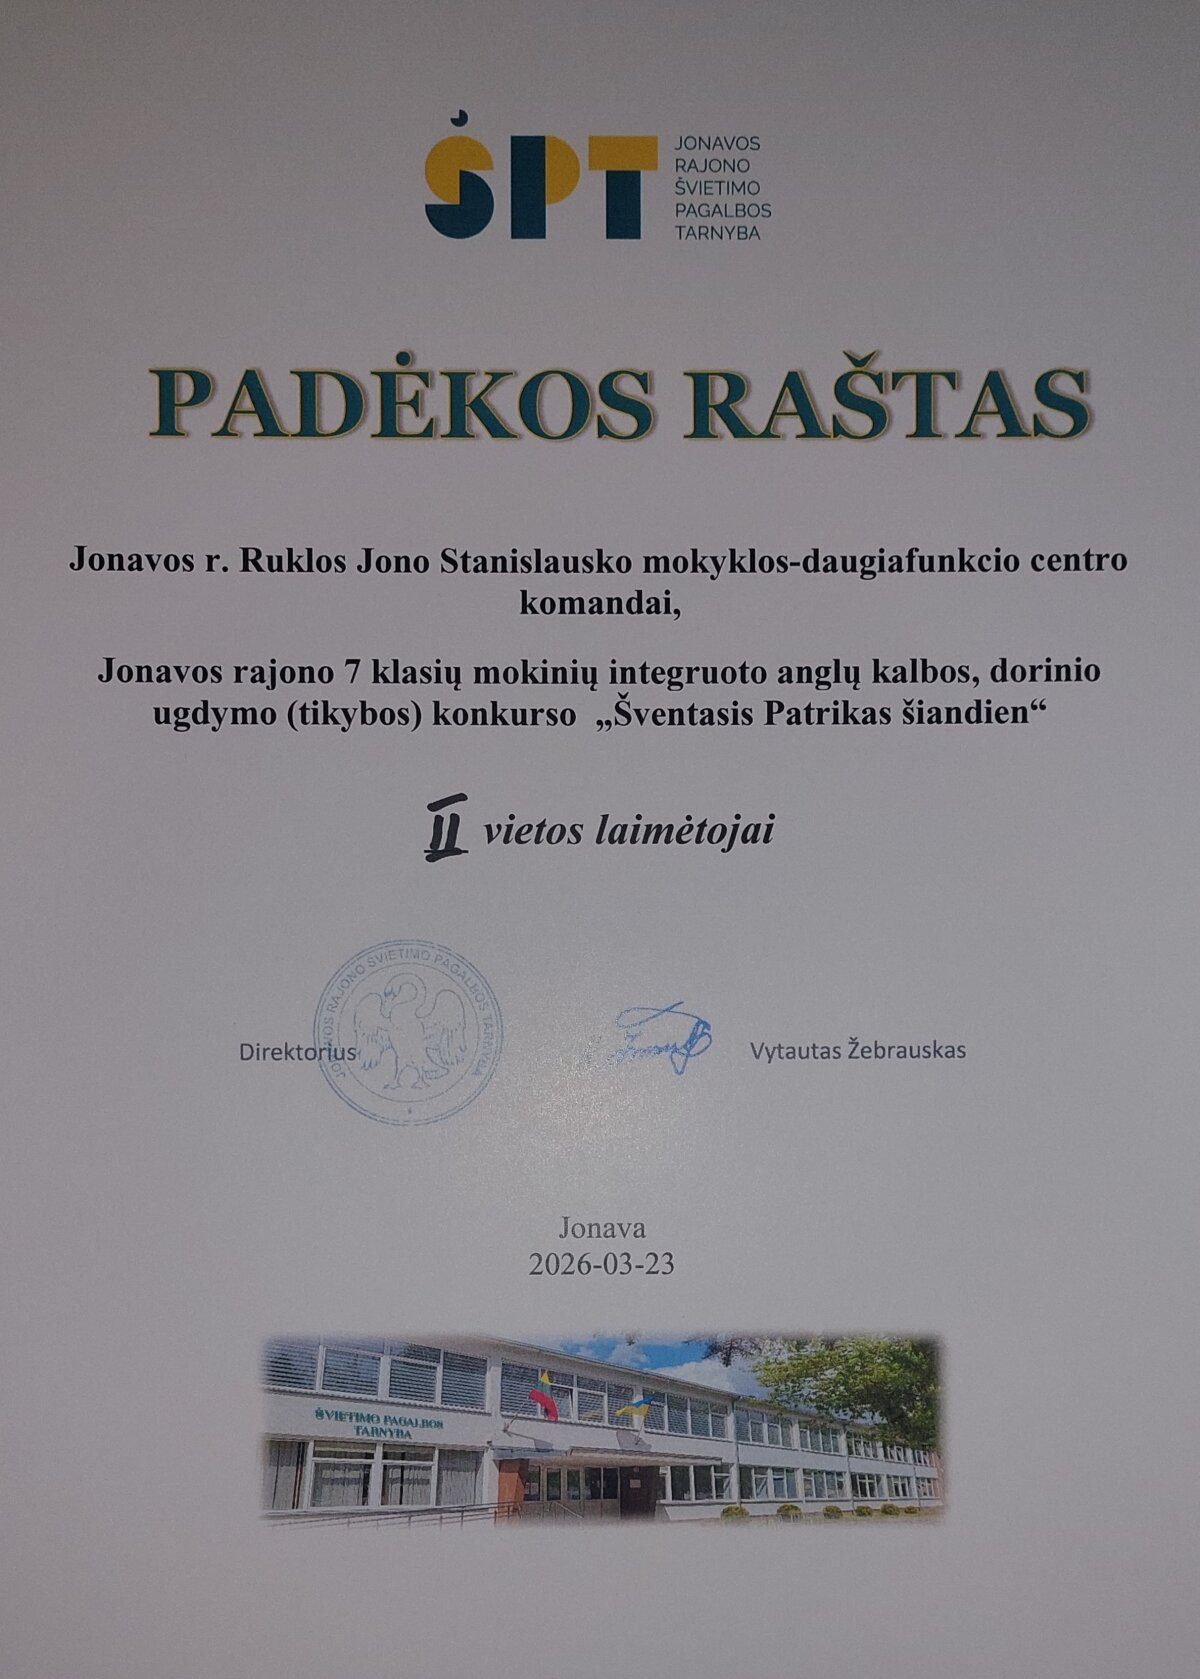 ŠPT
JONAVOS
RAJONO
ŠVIETIMO
PAGALBOS
TARNYBA
PADĖKOS RAŠTAS
Jonavos r. Ruklos Jono Stanislausko mokyklos-daugiafunkcio centro
komandai,
Jonavos rajono 7 klasių mokinių integruoto anglų kalbos, dorinio
ugdymo (tikybos) konkurso „Šventasis Patrikas šiandien“
II vietos laimėtojai
JONAVOS RAJONO ŠVIETIMO PAGALBOS TARNYBA
Direktorius
Vytautas Žebrauskas
Jonava
2026-03-23
ŠVIETIMO PAGALBOS
TARNYBA